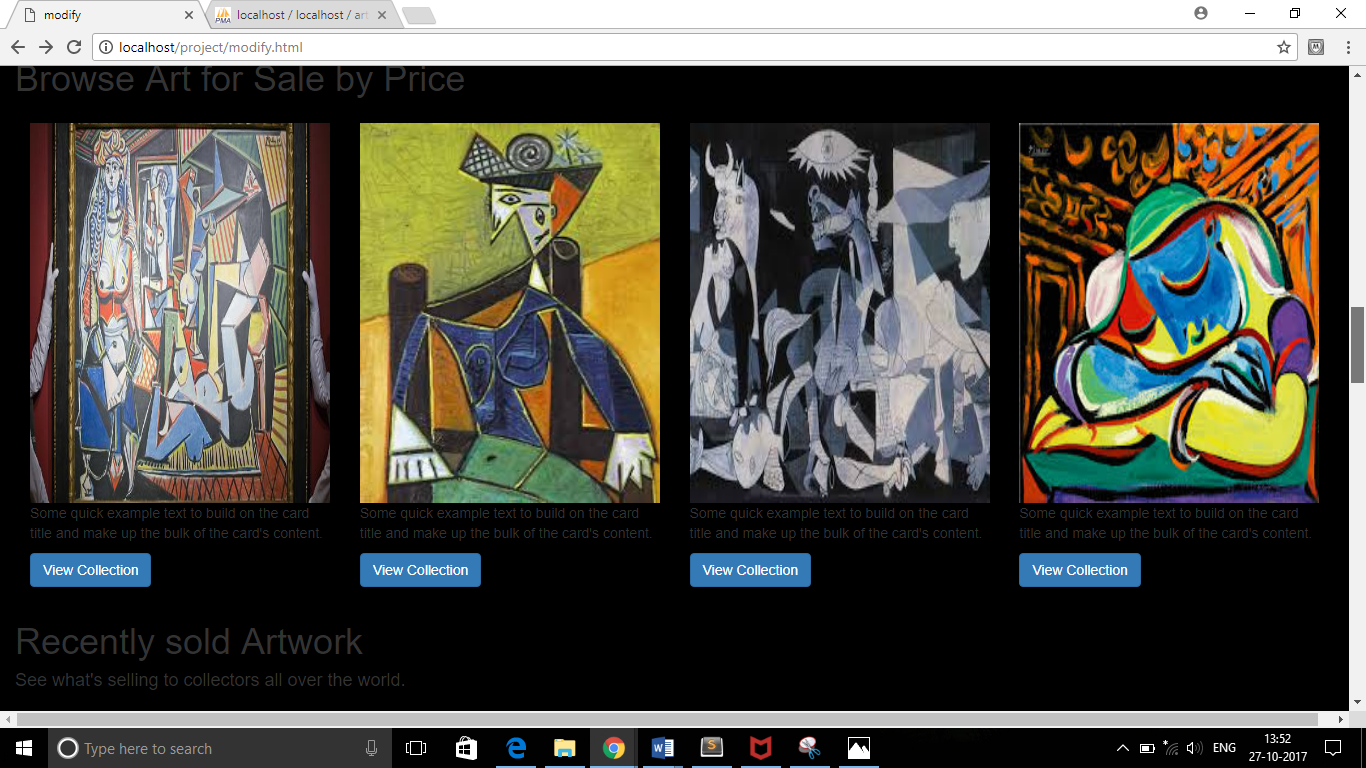 modify
localhost / localhost / art
localhost/project/modify.html
Browse Art for Sale by Price
Some quick example text to build on the card
title and make up the bulk of the card's content.
View Collection
Some quick example text to build on the card
title and make up the bulk of the card's content.
View Collection
Some quick example text to build on the card
title and make up the bulk of the card's content.
View Collection
Some quick example text to build on the card
title and make up the bulk of the card's content.
View Collection
Recently sold Artwork
See what's selling to collectors all over the world.
Type here to search
ENG
13:52
27-10-2017